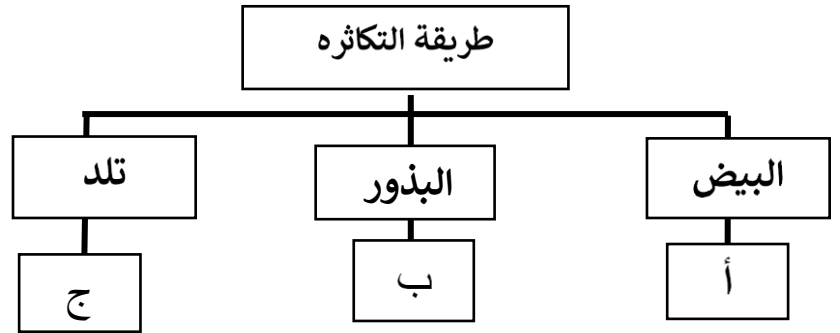 طريقة التكاثره
البيض
البذور
تلد
أ
ب
ج